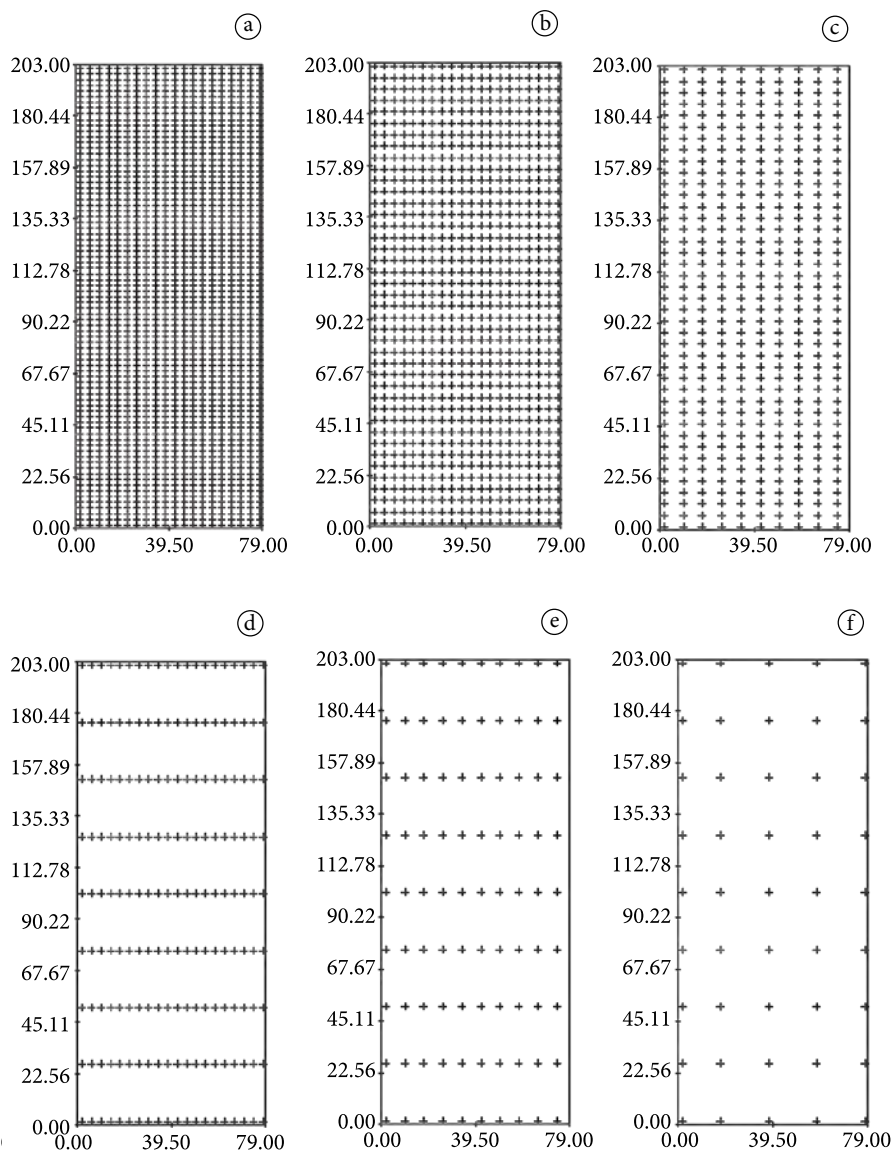 a b c
203.00 203.00 203.00
180.44 180.44 180.44
157.89 157.89 157.89
135.33 135.33 135.33
112.78 112.78 112.78
90.22 90.22 90.22
67.67 67.67 67.67
45.11 45.11 45.11
22.56 22.56 22.56
0.00 0.00 0.00
0.00 39.50 79.00 0.00 39.50 79.00 0.00 39.50 79.00
d e f
203.00 203.00 203.00
180.44 180.44 180.44
157.89 157.89 157.89
135.33 135.33 135.33
112.78 112.78 112.78
90.22 90.22 90.22
67.67 67.67 67.67
45.11 45.11 45.11
22.56 22.56 22.56
0.00 0.00 0.00
0.00 39.50 79.00 0.00 39.50 79.00 0.00 39.50 79.00